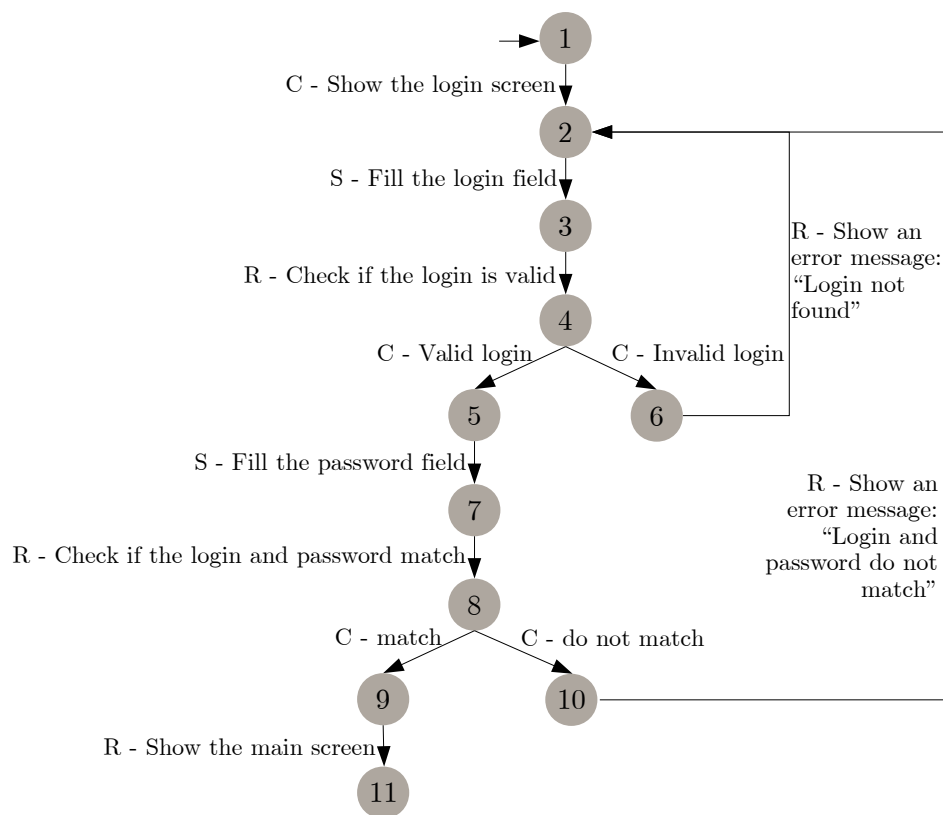 1
C - Show the login screen
2
S - Fill the login field
3
R - Show an
error message:
“Login not
found”
R - Check if the login is valid
4
C - Valid login
C - Invalid login
5
6
S - Fill the password field
7
R - Show an
error message:
“Login and
password do not
match”
R - Check if the login and password match
8
C - match
C - do not match
9
10
R - Show the main screen
11